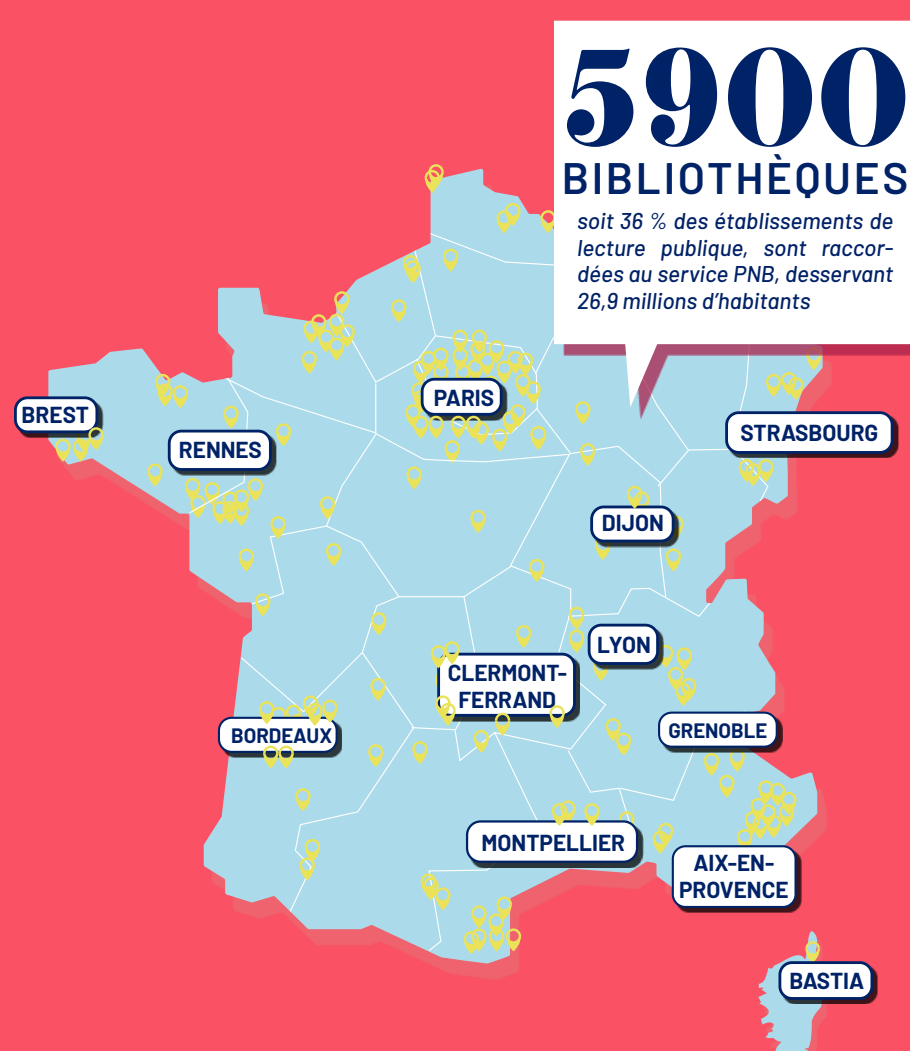 5900
BIBLIOTHÈQUES
soit 36 % des établissements de
lecture publique, sont raccor-
dées au service PNB, desservant
26,9 millions d'habitants
PARIS
BREST
STRASBOURG
RENNES
DIJON
LYON
CLERMONT-
FERRAND
GRENOBLE
BORDEAUX
MONTPELLIER
AIX-EN-
PROVENCE
BASTIA